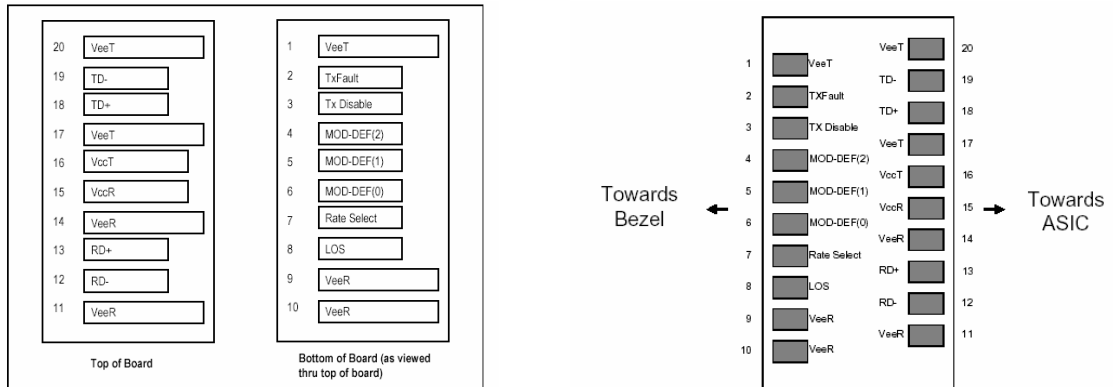 20 VeeT
19 TD-
18 TD+
17 VeeT
16 VccT
15 VccR
14 VeeR
13 RD+
12 RD-
11 VeeR
Top of Board
1 VeeT
2 TxFault
3 Tx Disable
4 MOD-DEF(2)
5 MOD-DEF(1)
6 MOD-DEF(0)
7 Rate Select
8 LOS
9 VeeR
10 VeeR
Bottom of Board (as viewed
thru top of board)
Towards
Bezel
1 VeeT
2 TXFault
3 TX Disable
4 MOD-DEF(2)
5 MOD-DEF(1)
6 MOD-DEF(0)
7 Rate Select
8 LOS
9 VeeR
10 VeeR
VeeT 20
TD- 19
TD+ 18
VeeT 17
VccT 16
VccR 15
VeeR 14
RD+ 13
RD- 12
VeeR 11
Towards
ASIC